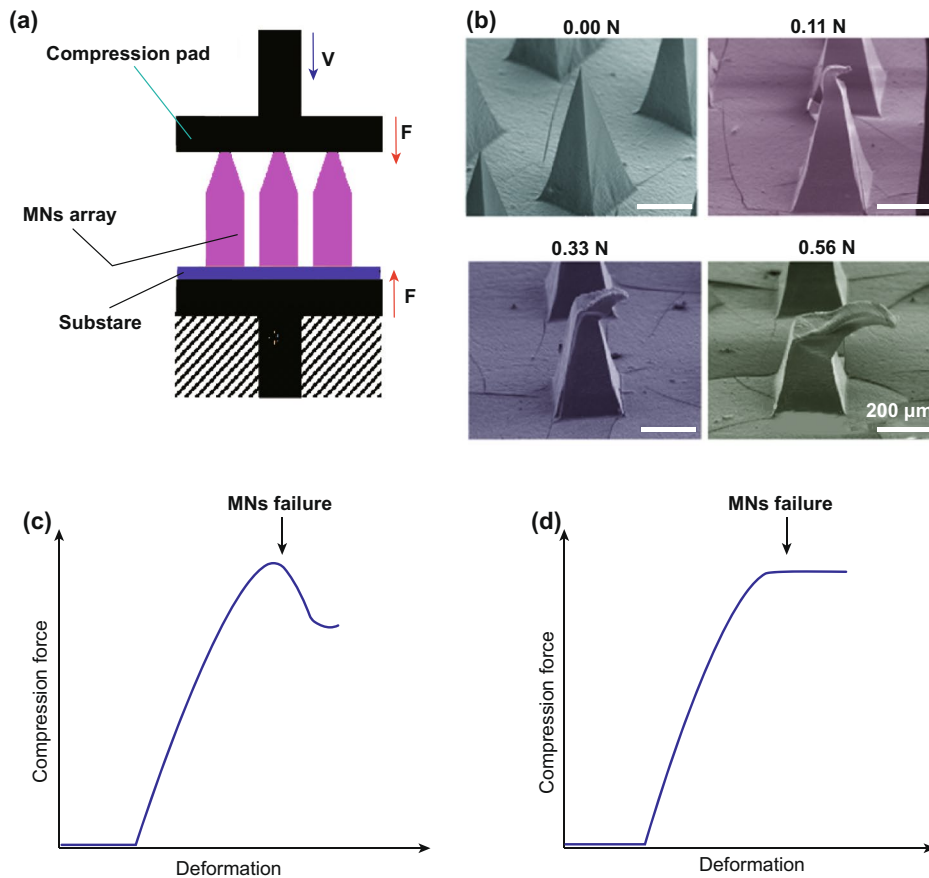 (a)
Compression pad
V
F
MNs array
F
Substare
(b)
0.00 N
0.11 N
0.33 N
0.56 N
200 µm
(c)
MNs failure
Compression force
Deformation
(d)
MNs failure
Compression force
Deformation